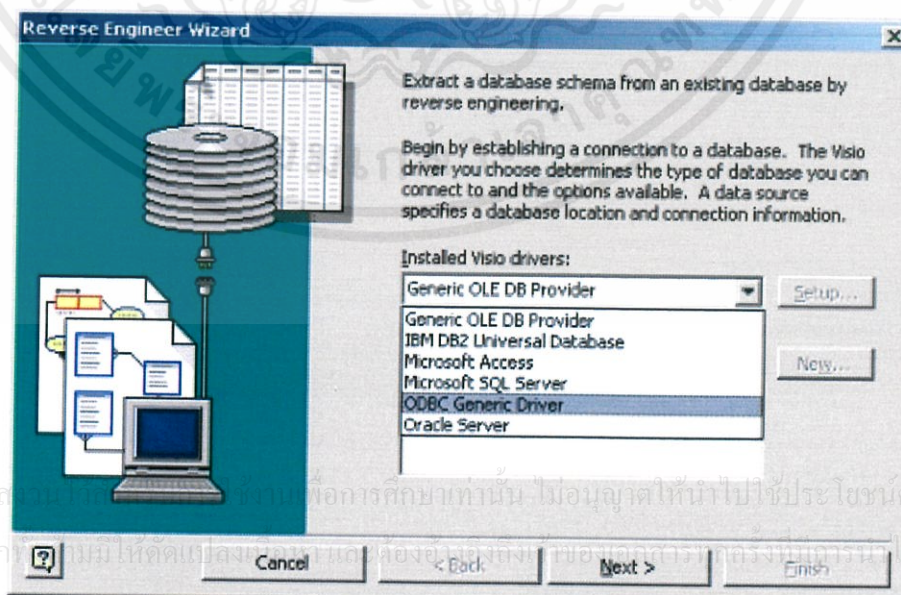 Reverse Engineer Wizard
Extract a database schema from an existing database by
reverse engineering.
Begin by establishing a connection to a database. The Visio
driver you choose determines the type of database you can
connect to and the options available. A data source
specifies a database location and connection information.
Installed Visio drivers:
Generic OLE DB Provider
Setup...
Generic OLE DB Provider
IBM DB2 Universal Database
Microsoft Access
Microsoft SQL Server
ODBC Generic Driver
Oracle Server
New...
เพื่อการศึกษาเท่านั้น ไม่อนุญาตให้นำไปใช้ประโยชน์
Cancel
< Back
Next >
Finish